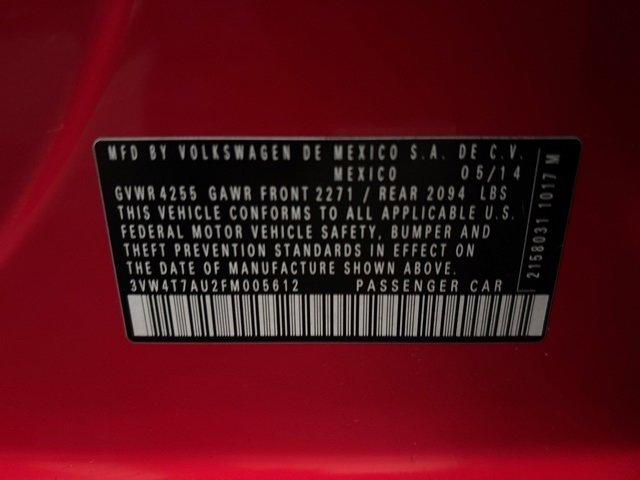 MFD BY VOLKSWAGEN DE MEXICO S.A. DE C.V.
MEXICO 05/14
GVWR 4255 GAWR FRONT 2271 / REAR 2094 LBS
THIS VEHICLE CONFORMS TO ALL APPLICABLE U.S.
FEDERAL MOTOR VEHICLE SAFETY, BUMPER AND
THEFT PREVENTION STANDARDS IN EFFECT ON
THE DATE OF MANUFACTURE SHOWN ABOVE.
3VW4T7AU2FM005612 PASSENGER CAR
2158031 1017 M